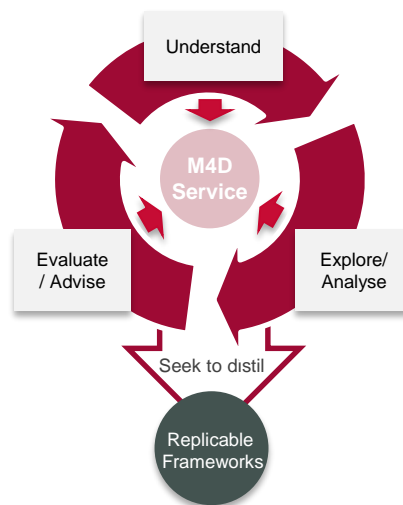 Understand
M4D
Service
Evaluate
/ Advise
Explore/
Analyse
Seek to distil
Replicable
Frameworks